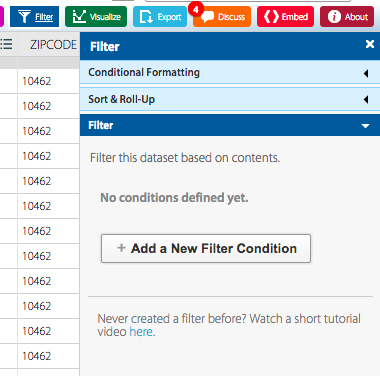 Filter
Visualize
Export
4
Discuss
Embed
About
ZIPCODE
Filter
10462
Conditional Formatting
10462
Sort & Roll-Up
10462
Filter
10462
Filter this dataset based on contents.
10462
No conditions defined yet.
10462
10462
+ Add a New Filter Condition
10462
10462
10462
Never created a filter before? Watch a short tutorial
10462
video here.
10462